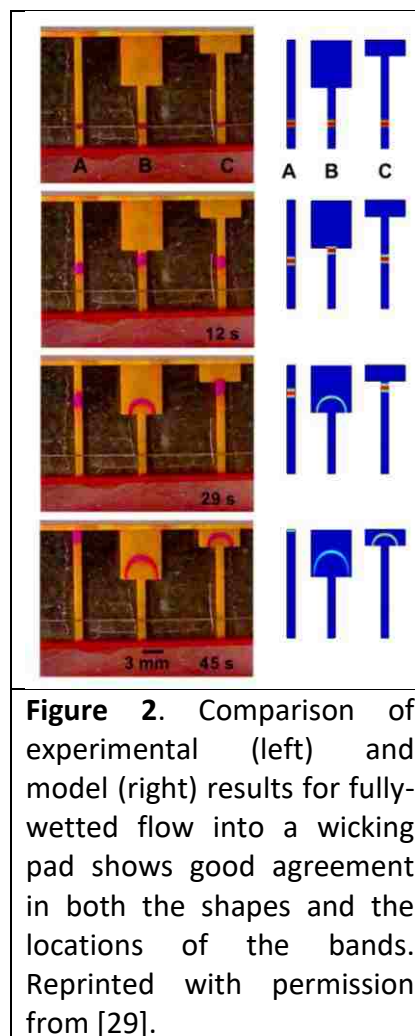 A B C
A B C
12 s
29 s
3 mm 45 s
Figure 2. Comparison of
experimental (left) and
model (right) results for fully-
wetted flow into a wicking
pad shows good agreement
in both the shapes and the
locations of the bands.
Reprinted with permission
from [29].